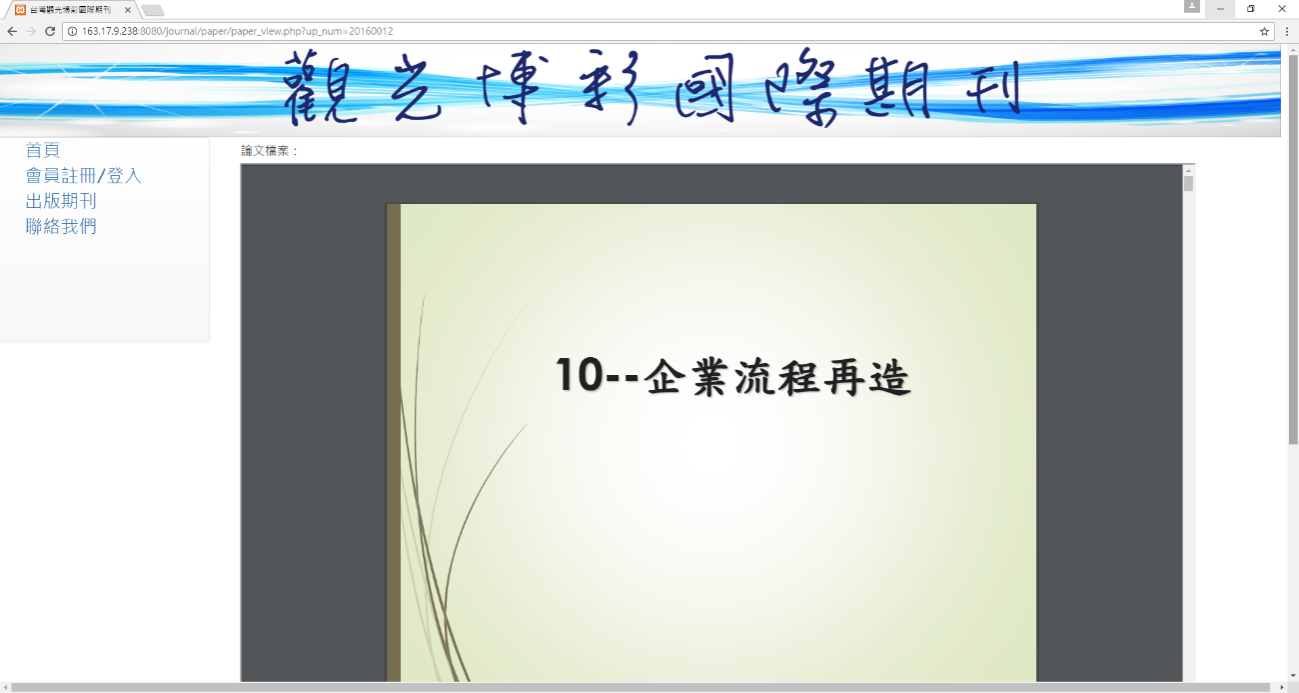 台灣觀光博彩國際期刊
163.17.9.238:8080/journal/paper/paper_view.php?up_num=20160012
觀光博彩國際期刊
首頁
會員註冊/登入
出版期刊
聯絡我們
論文檔案：
10--企業流程再造